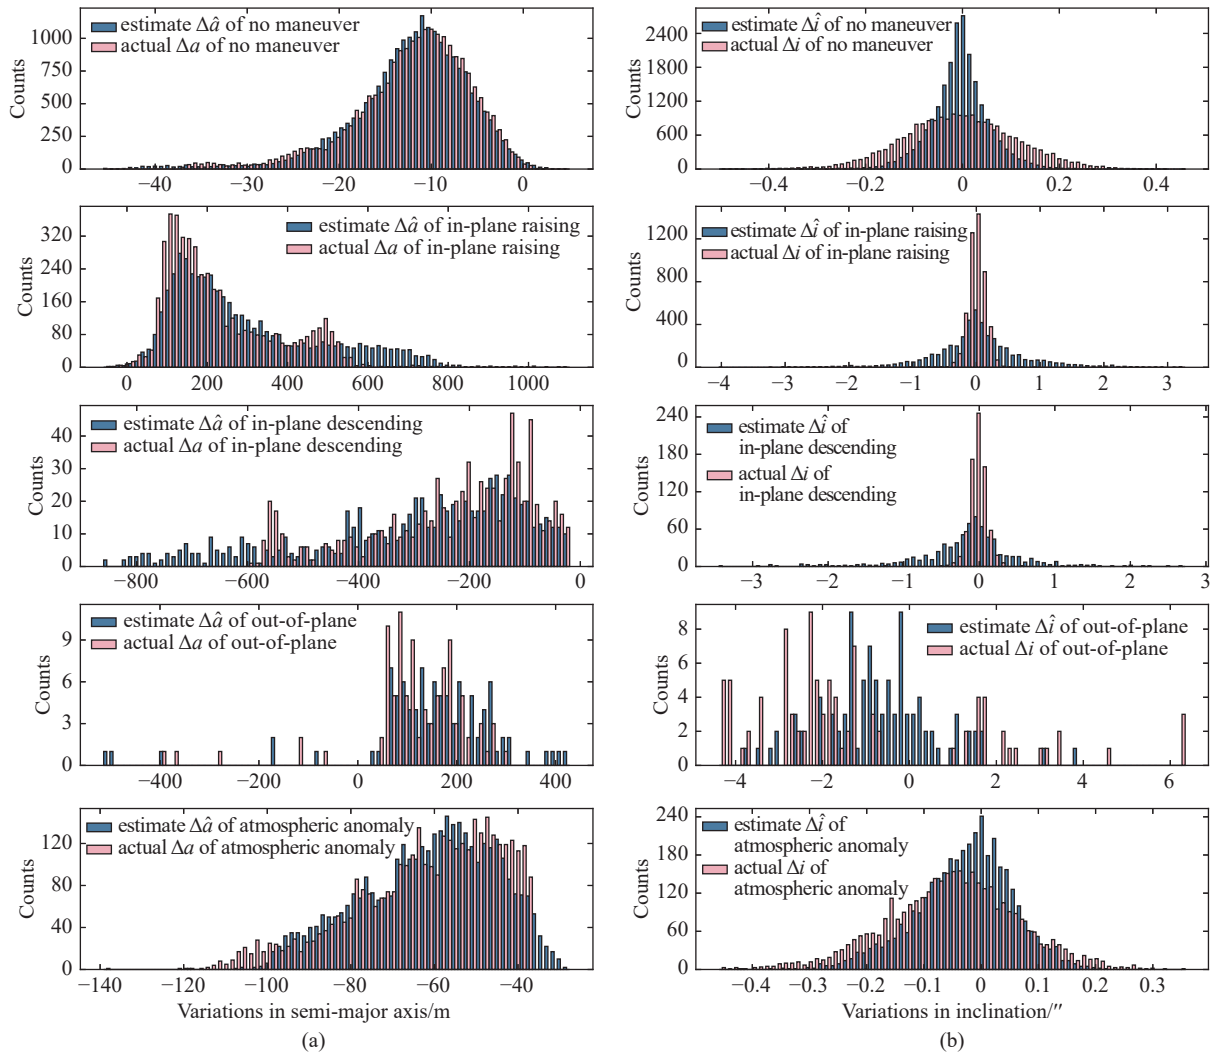 estimate Δâ of no maneuver
actual Δa of no maneuver
Counts
1000
750
500
250
0
−40 −30 −20 −10 0
estimate Δî of no maneuver
actual Δi of no maneuver
Counts
2400
1800
1200
600
0
−0.4 −0.2 0 0.2 0.4
estimate Δâ of in-plane raising
actual Δa of in-plane raising
Counts
320
240
160
80
0
0 200 400 600 800 1000
estimate Δî of in-plane raising
actual Δi of in-plane raising
Counts
1200
800
400
0
−4 −3 −2 −1 0 1 2 3
estimate Δâ of in-plane descending
actual Δa of in-plane descending
Counts
40
30
20
10
0
−800 −600 −400 −200 0
estimate Δî of
in-plane descending
actual Δi of
in-plane descending
Counts
240
180
120
60
0
−3 −2 −1 0 1 2 3
estimate Δâ of out-of-plane
actual Δa of out-of-plane
Counts
9
6
3
0
−400 −200 0 200 400
estimate Δî of out-of-plane
actual Δi of out-of-plane
Counts
8
6
4
2
0
−4 −2 0 2 4 6
estimate Δâ of atmospheric anomaly
actual Δa of atmospheric anomaly
Counts
120
80
40
0
−140 −120 −100 −80 −60 −40
Variations in semi-major axis/m
(a)
estimate Δî of
atmospheric anomaly
actual Δi of
atmospheric anomaly
Counts
240
180
120
60
0
−0.4 −0.3 −0.2 −0.1 0 0.1 0.2 0.3
Variations in inclination/″
(b)